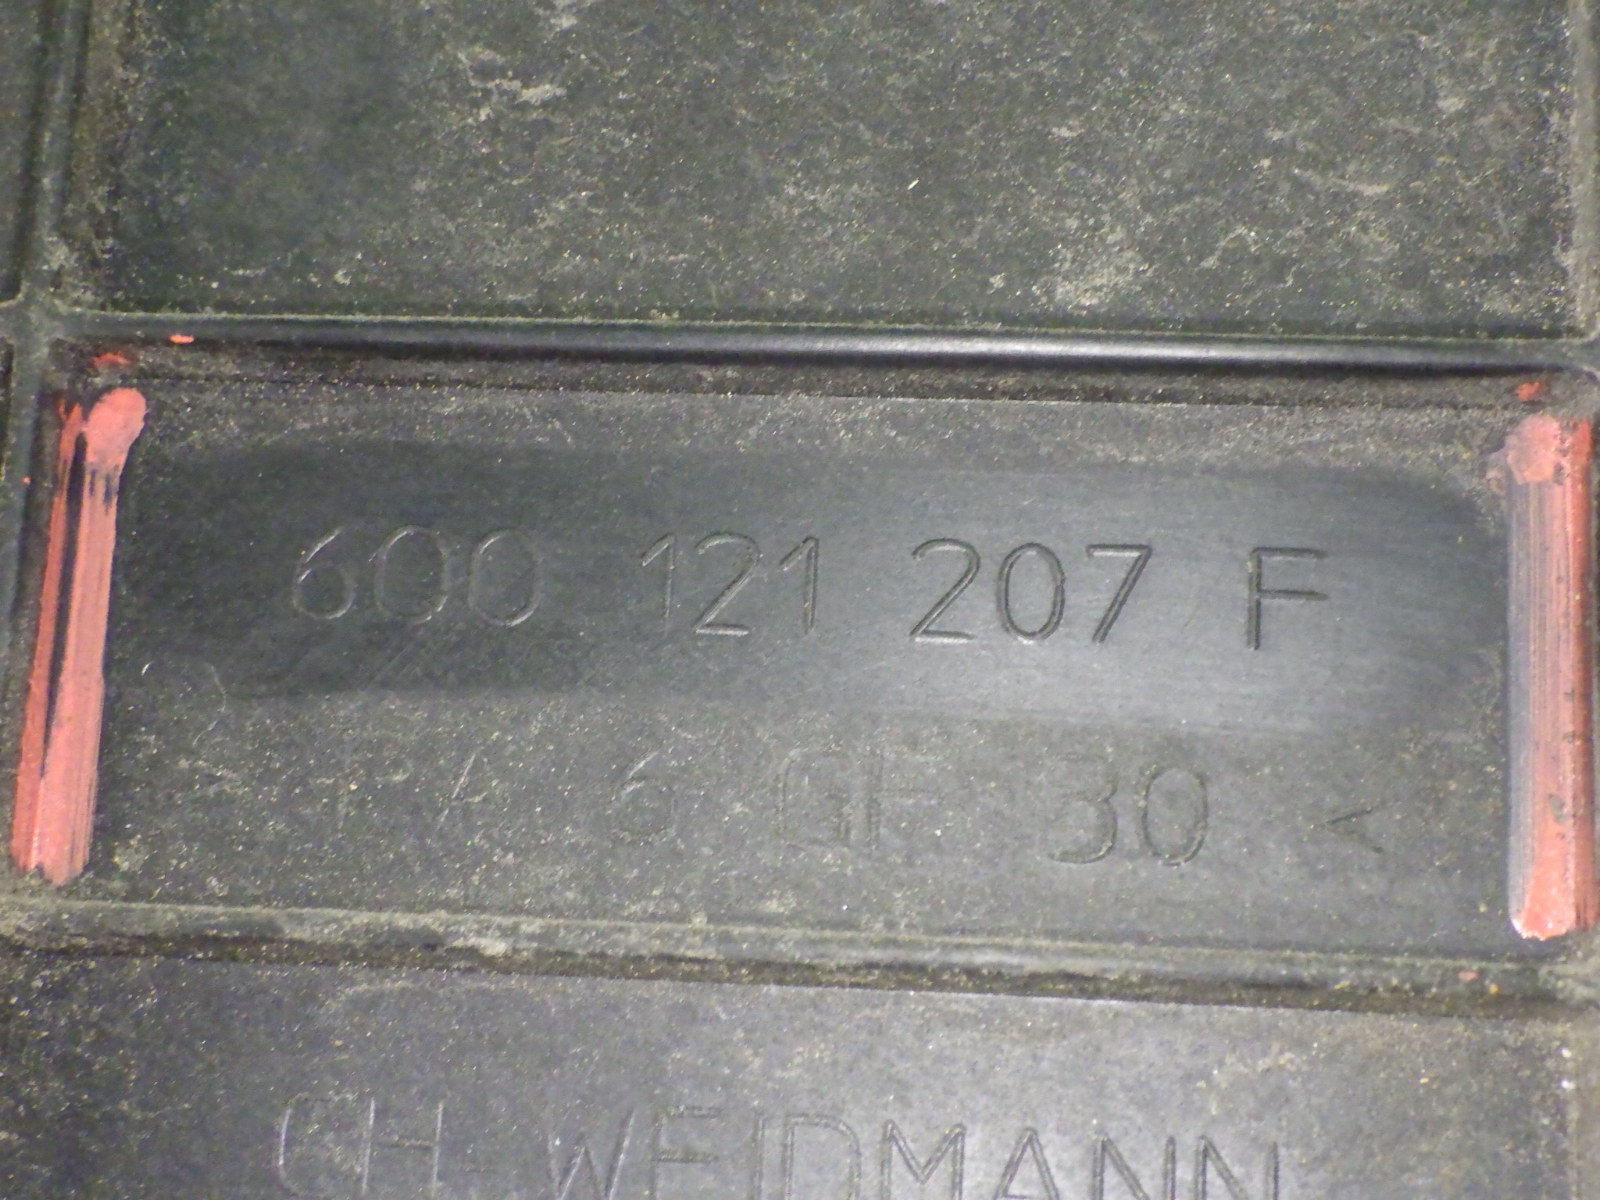 600 121 207 F
PA 6 GF 30 <
CH-WEIDMANN